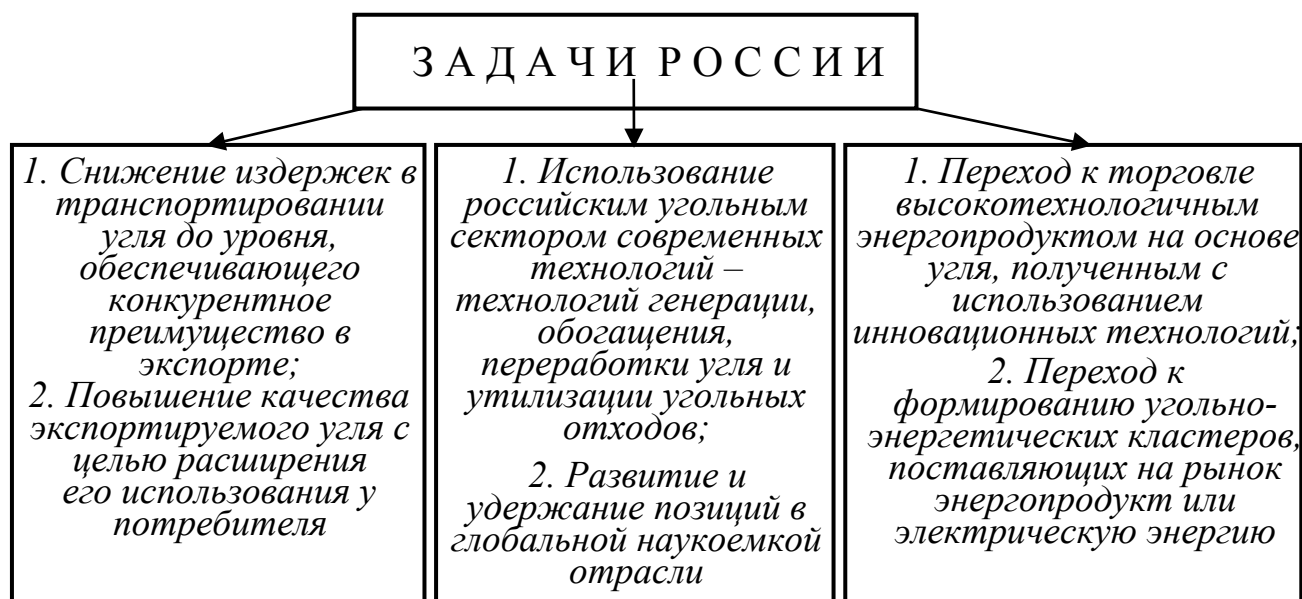 З А Д А Ч И Р О С С И И
1. Снижение издержек в
транспортировании
угля до уровня,
обеспечивающего
конкурентное
преимущество в
экспорте;
2. Повышение качества
экспортируемого угля с
целью расширения
его использования у
потребителя
1. Использование
российским угольным
сектором современных
технологий –
технологий генерации,
обогащения,
переработки угля и
утилизации угольных
отходов;
2. Развитие и
удержание позиций в
глобальной наукоемкой
отрасли
1. Переход к торговле
высокотехнологичным
энергопродуктом на основе
угля, полученным с
использованием
инновационных технологий;
2. Переход к
формированию угольно-
энергетических кластеров,
поставляющих на рынок
энергопродукт или
электрическую энергию